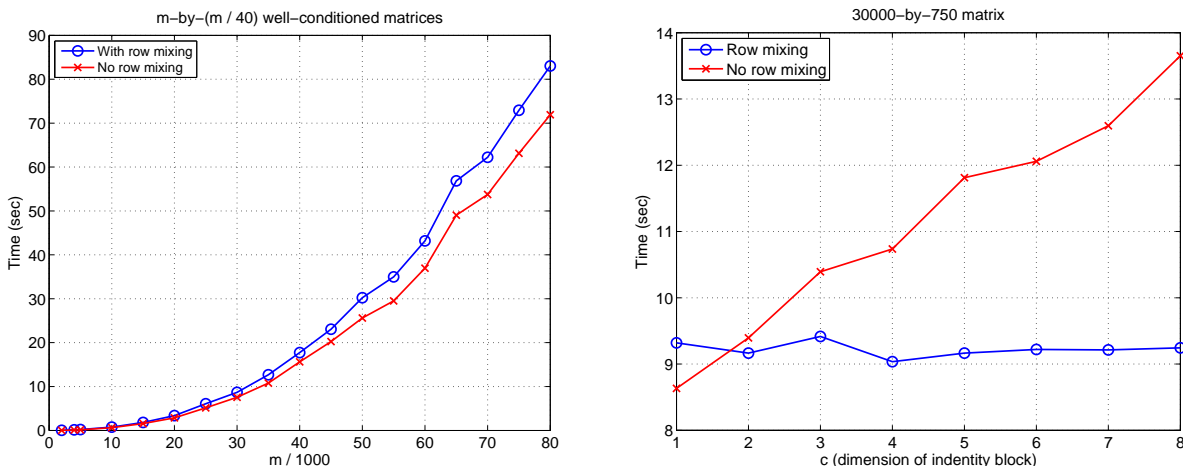 m-by-(m / 40) well-conditioned matrices
90
80
70
60
50
40
30
20
10
0
Time (sec)
With row mixing
No row mixing
0 10 20 30 40 50 60 70 80
m / 1000
30000-by-750 matrix
14
13
12
11
10
9
8
Time (sec)
Row mixing
No row mixing
1 2 3 4 5 6 7 8
c (dimension of indentity block)